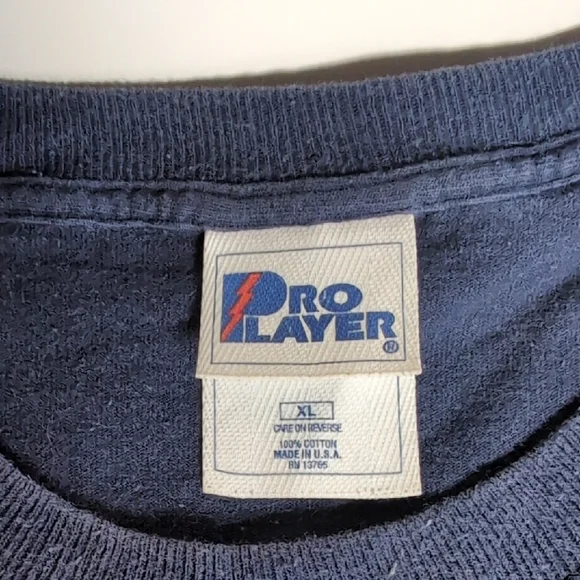 PRO
PLAYER
®
XL
CARE ON REVERSE
100% COTTON
MADE IN U.S.A.
RN 13765